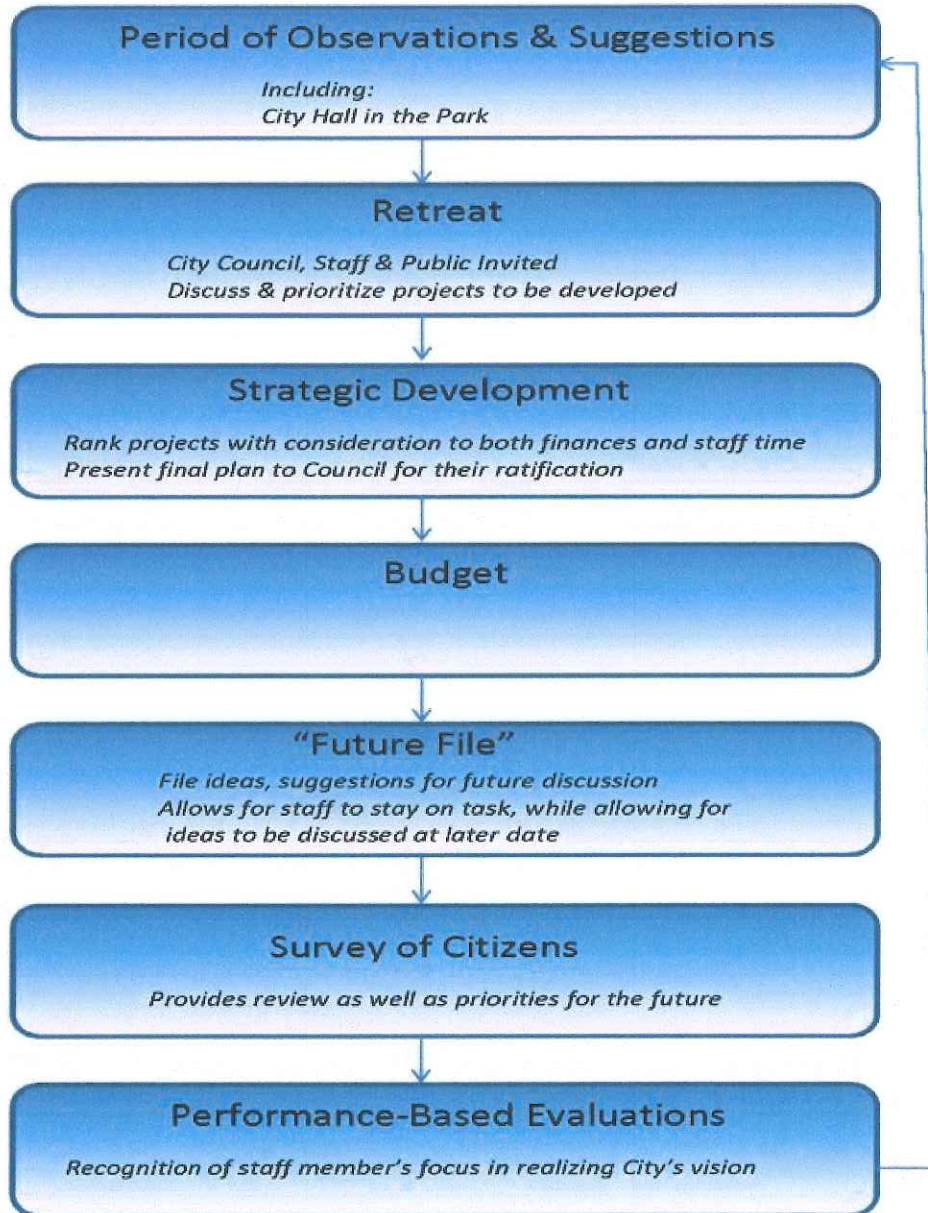 Period of Observations & Suggestions
Including:
City Hall in the Park
Retreat
City Council, Staff & Public Invited
Discuss & prioritize projects to be developed
Strategic Development
Rank projects with consideration to both finances and staff time
Present final plan to Council for their ratification
Budget
"Future File"
File ideas, suggestions for future discussion
Allows for staff to stay on task, while allowing for
ideas to be discussed at later date
Survey of Citizens
Provides review as well as priorities for the future
Performance-Based Evaluations
Recognition of staff member's focus in realizing City's vision